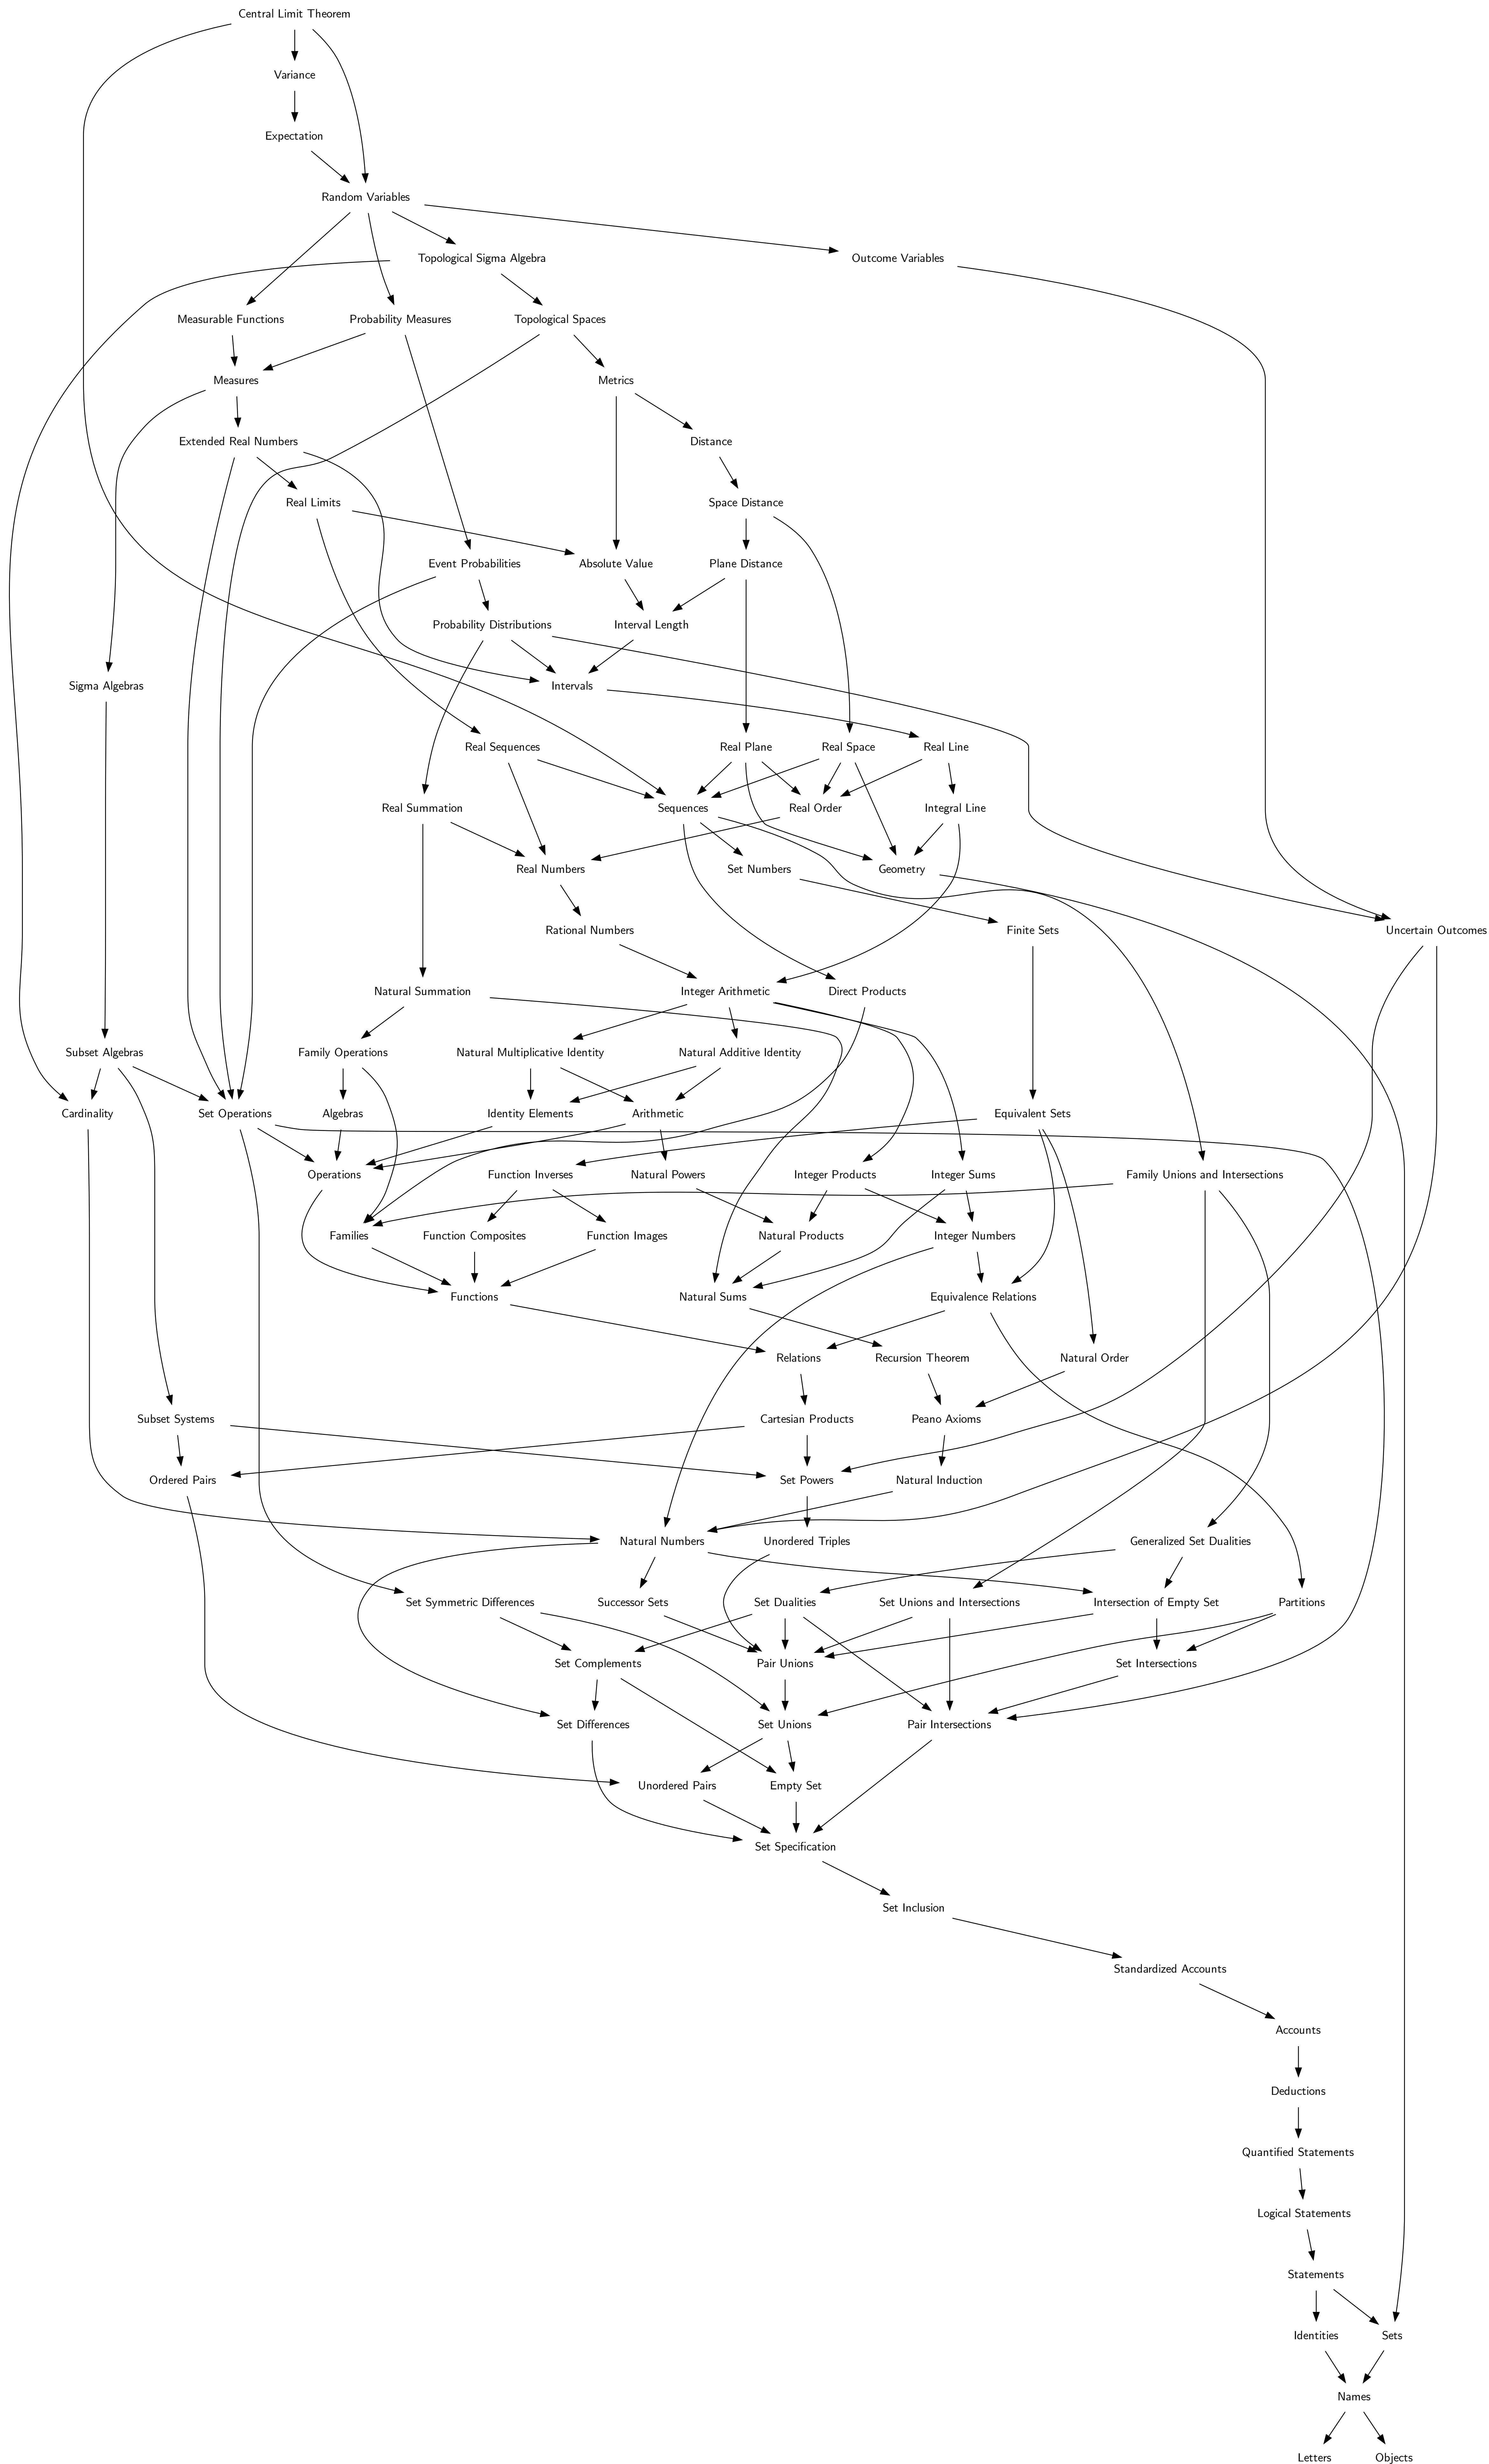 Central Limit Theorem
Variance
Expectation
Random Variables
Topological Sigma Algebra
Outcome Variables
Measurable Functions
Probability Measures
Topological Spaces
Measures
Metrics
Extended Real Numbers
Distance
Real Limits
Space Distance
Event Probabilities
Absolute Value
Plane Distance
Probability Distributions
Interval Length
Sigma Algebras
Intervals
Real Sequences
Real Plane
Real Space
Real Line
Real Summation
Sequences
Real Order
Integral Line
Real Numbers
Set Numbers
Geometry
Rational Numbers
Finite Sets
Uncertain Outcomes
Natural Summation
Integer Arithmetic
Direct Products
Subset Algebras
Family Operations
Natural Multiplicative Identity
Natural Additive Identity
Cardinality
Set Operations
Algebras
Identity Elements
Arithmetic
Equivalent Sets
Operations
Function Inverses
Natural Powers
Integer Products
Integer Sums
Family Unions and Intersections
Families
Function Composites
Function Images
Natural Products
Integer Numbers
Functions
Natural Sums
Equivalence Relations
Relations
Recursion Theorem
Natural Order
Subset Systems
Cartesian Products
Peano Axioms
Ordered Pairs
Set Powers
Natural Induction
Natural Numbers
Unordered Triples
Generalized Set Dualities
Set Symmetric Differences
Successor Sets
Set Dualities
Set Unions and Intersections
Intersection of Empty Set
Partitions
Set Complements
Pair Unions
Set Intersections
Set Differences
Set Unions
Pair Intersections
Unordered Pairs
Empty Set
Set Specification
Set Inclusion
Standardized Accounts
Accounts
Deductions
Quantified Statements
Logical Statements
Statements
Identities
Sets
Names
Letters
Objects